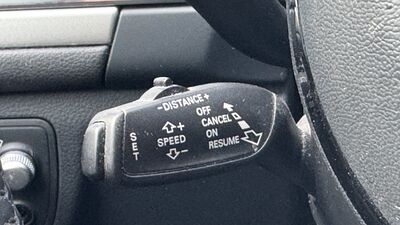 -DISTANCE+
OFF
CANCEL
SET
+
SPEED
-
ON
RESUME